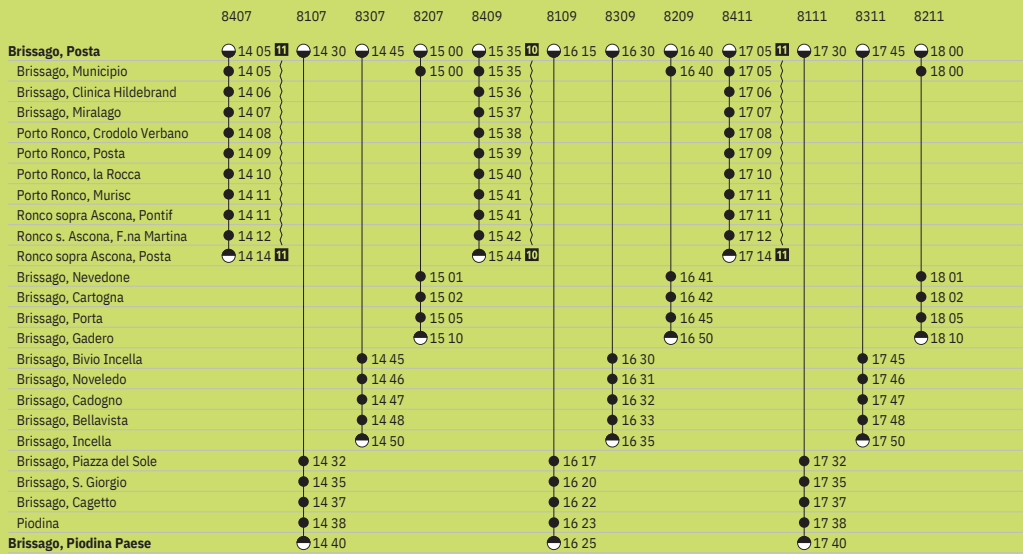 8407 8107 8307 8207 8409 8109 8309 8209 8411 8111 8311 8211
Brissago, Posta 14 05 11 14 30 14 45 15 00 15 35 10 16 15 16 30 16 40 17 05 11 17 30 17 45 18 00
Brissago, Municipio 14 05 15 00 15 35 16 40 17 05 18 00
Brissago, Clinica Hildebrand 14 06 15 36 17 06
Brissago, Miralago 14 07 15 37 17 07
Porto Ronco, Crodolo Verbano 14 08 15 38 17 08
Porto Ronco, Posta 14 09 15 39 17 09
Porto Ronco, la Rocca 14 10 15 40 17 10
Porto Ronco, Murisc 14 11 15 41 17 11
Ronco sopra Ascona, Pontif 14 11 15 41 17 11
Ronco s. Ascona, F.na Martina 14 12 15 42 17 12
Ronco sopra Ascona, Posta 14 14 11 15 44 10 17 14 11
Brissago, Nevedone 15 01 16 41 18 01
Brissago, Cartogna 15 02 16 42 18 02
Brissago, Porta 15 05 16 45 18 05
Brissago, Gadero 15 10 16 50 18 10
Brissago, Bivio Incella 14 45 16 30 17 45
Brissago, Noveledo 14 46 16 31 17 46
Brissago, Cadogno 14 47 16 32 17 47
Brissago, Bellavista 14 48 16 33 17 48
Brissago, Incella 14 50 16 35 17 50
Brissago, Piazza del Sole 14 32 16 17 17 32
Brissago, S. Giorgio 14 35 16 20 17 35
Brissago, Cagetto 14 37 16 22 17 37
Piodina 14 38 16 23 17 38
Brissago, Piodina Paese 14 40 16 25 17 40